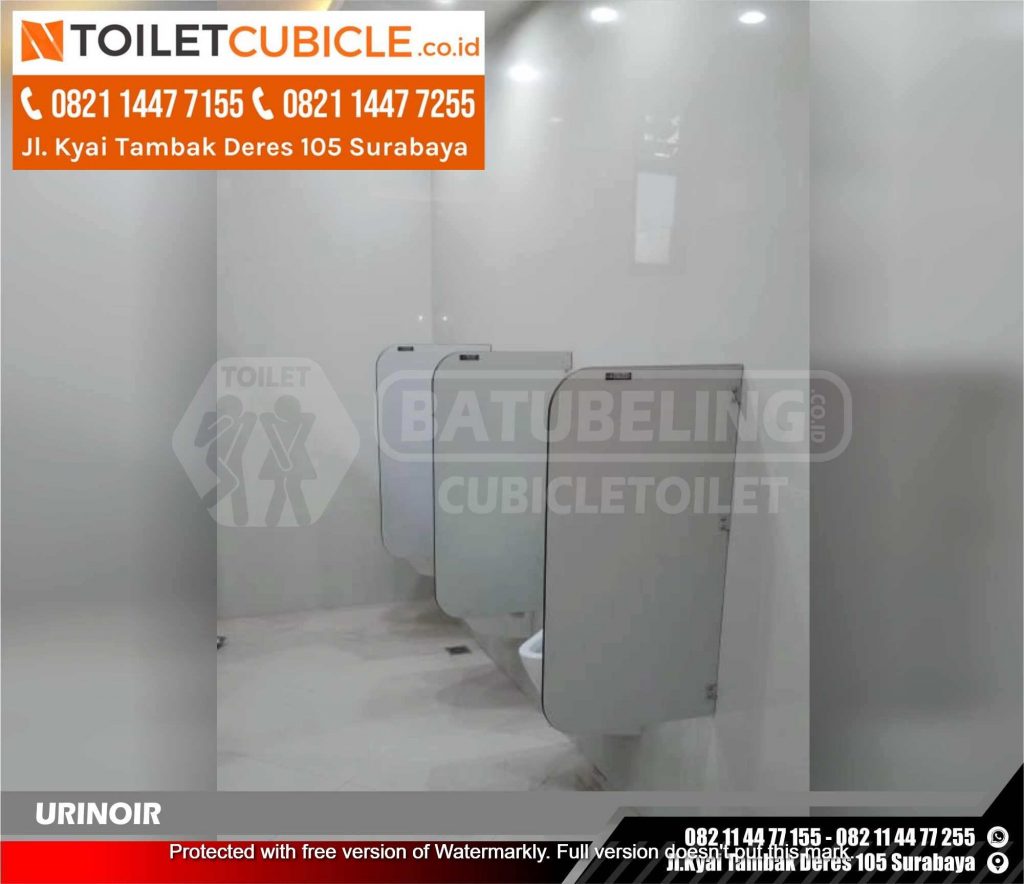 TOILETCUBICLE.co.id
0821 1447 7155 0821 1447 7255
Jl. Kyai Tambak Deres 105 Surabaya
TOILET
BATUBELING.CO.ID
CUBICLETOILET
URINOIR
082 11 44 77 155 - 082 11 44 77 255
Protected with free version of Watermarkly. Full version doesn't put this mark.
Jl.Kyai Tambak Deres 105 Surabaya